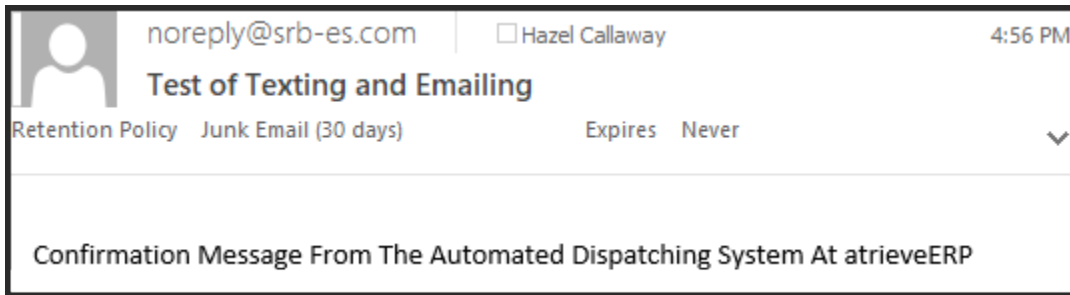 noreply@srb-es.com Hazel Callaway 4:56 PM
Test of Texting and Emailing
Retention Policy Junk Email (30 days) Expires Never
Confirmation Message From The Automated Dispatching System At atrieveERP